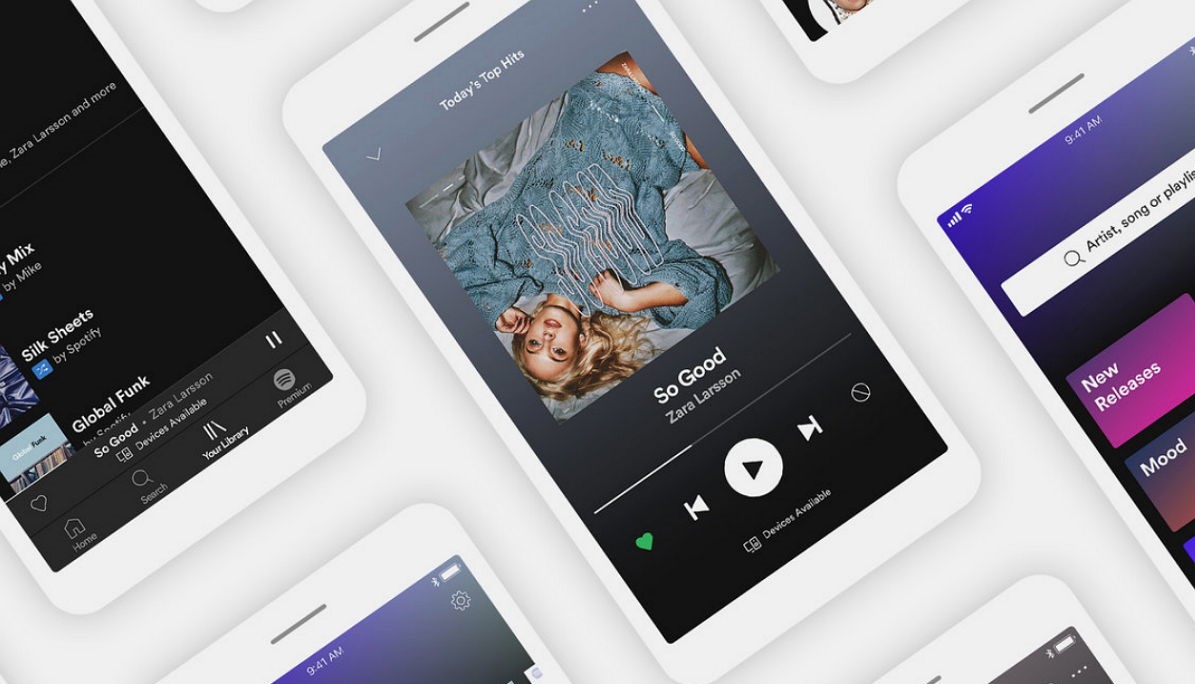 Zara Larsson and more
y Mix
by Mike
Silk Sheets
by Spotify
Global Funk
Global Funk
by Spotify
So Good • Zara Larsson
Devices Available
Home
Search
Your Library
Premium
Today's Top Hits
So Good
Zara Larsson
Devices Available
9:41 AM
Artist, song or playlis
New
Releases
Mood
9:41 AM